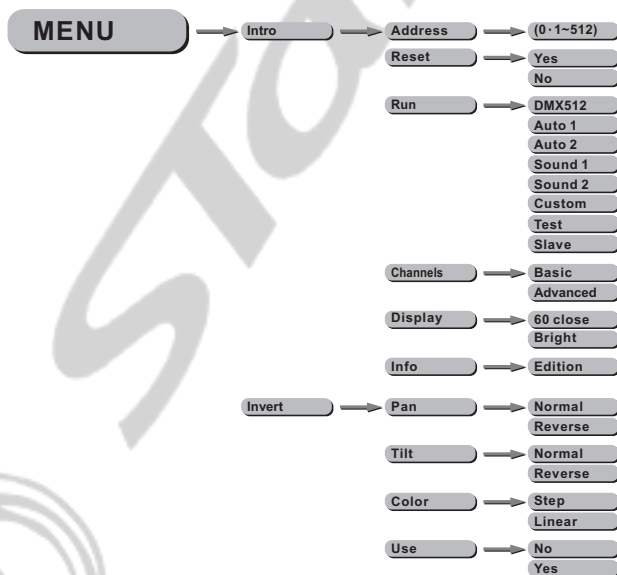 MENU Intro Address (0·1~512)
Reset Yes
No
Run DMX512
Auto 1
Auto 2
Sound 1
Sound 2
Custom
Test
Slave
Channels Basic
Advanced
Display 60 close
Bright
Info Edition
Invert Pan Normal
Reverse
Tilt Normal
Reverse
Color Step
Linear
Use No
Yes